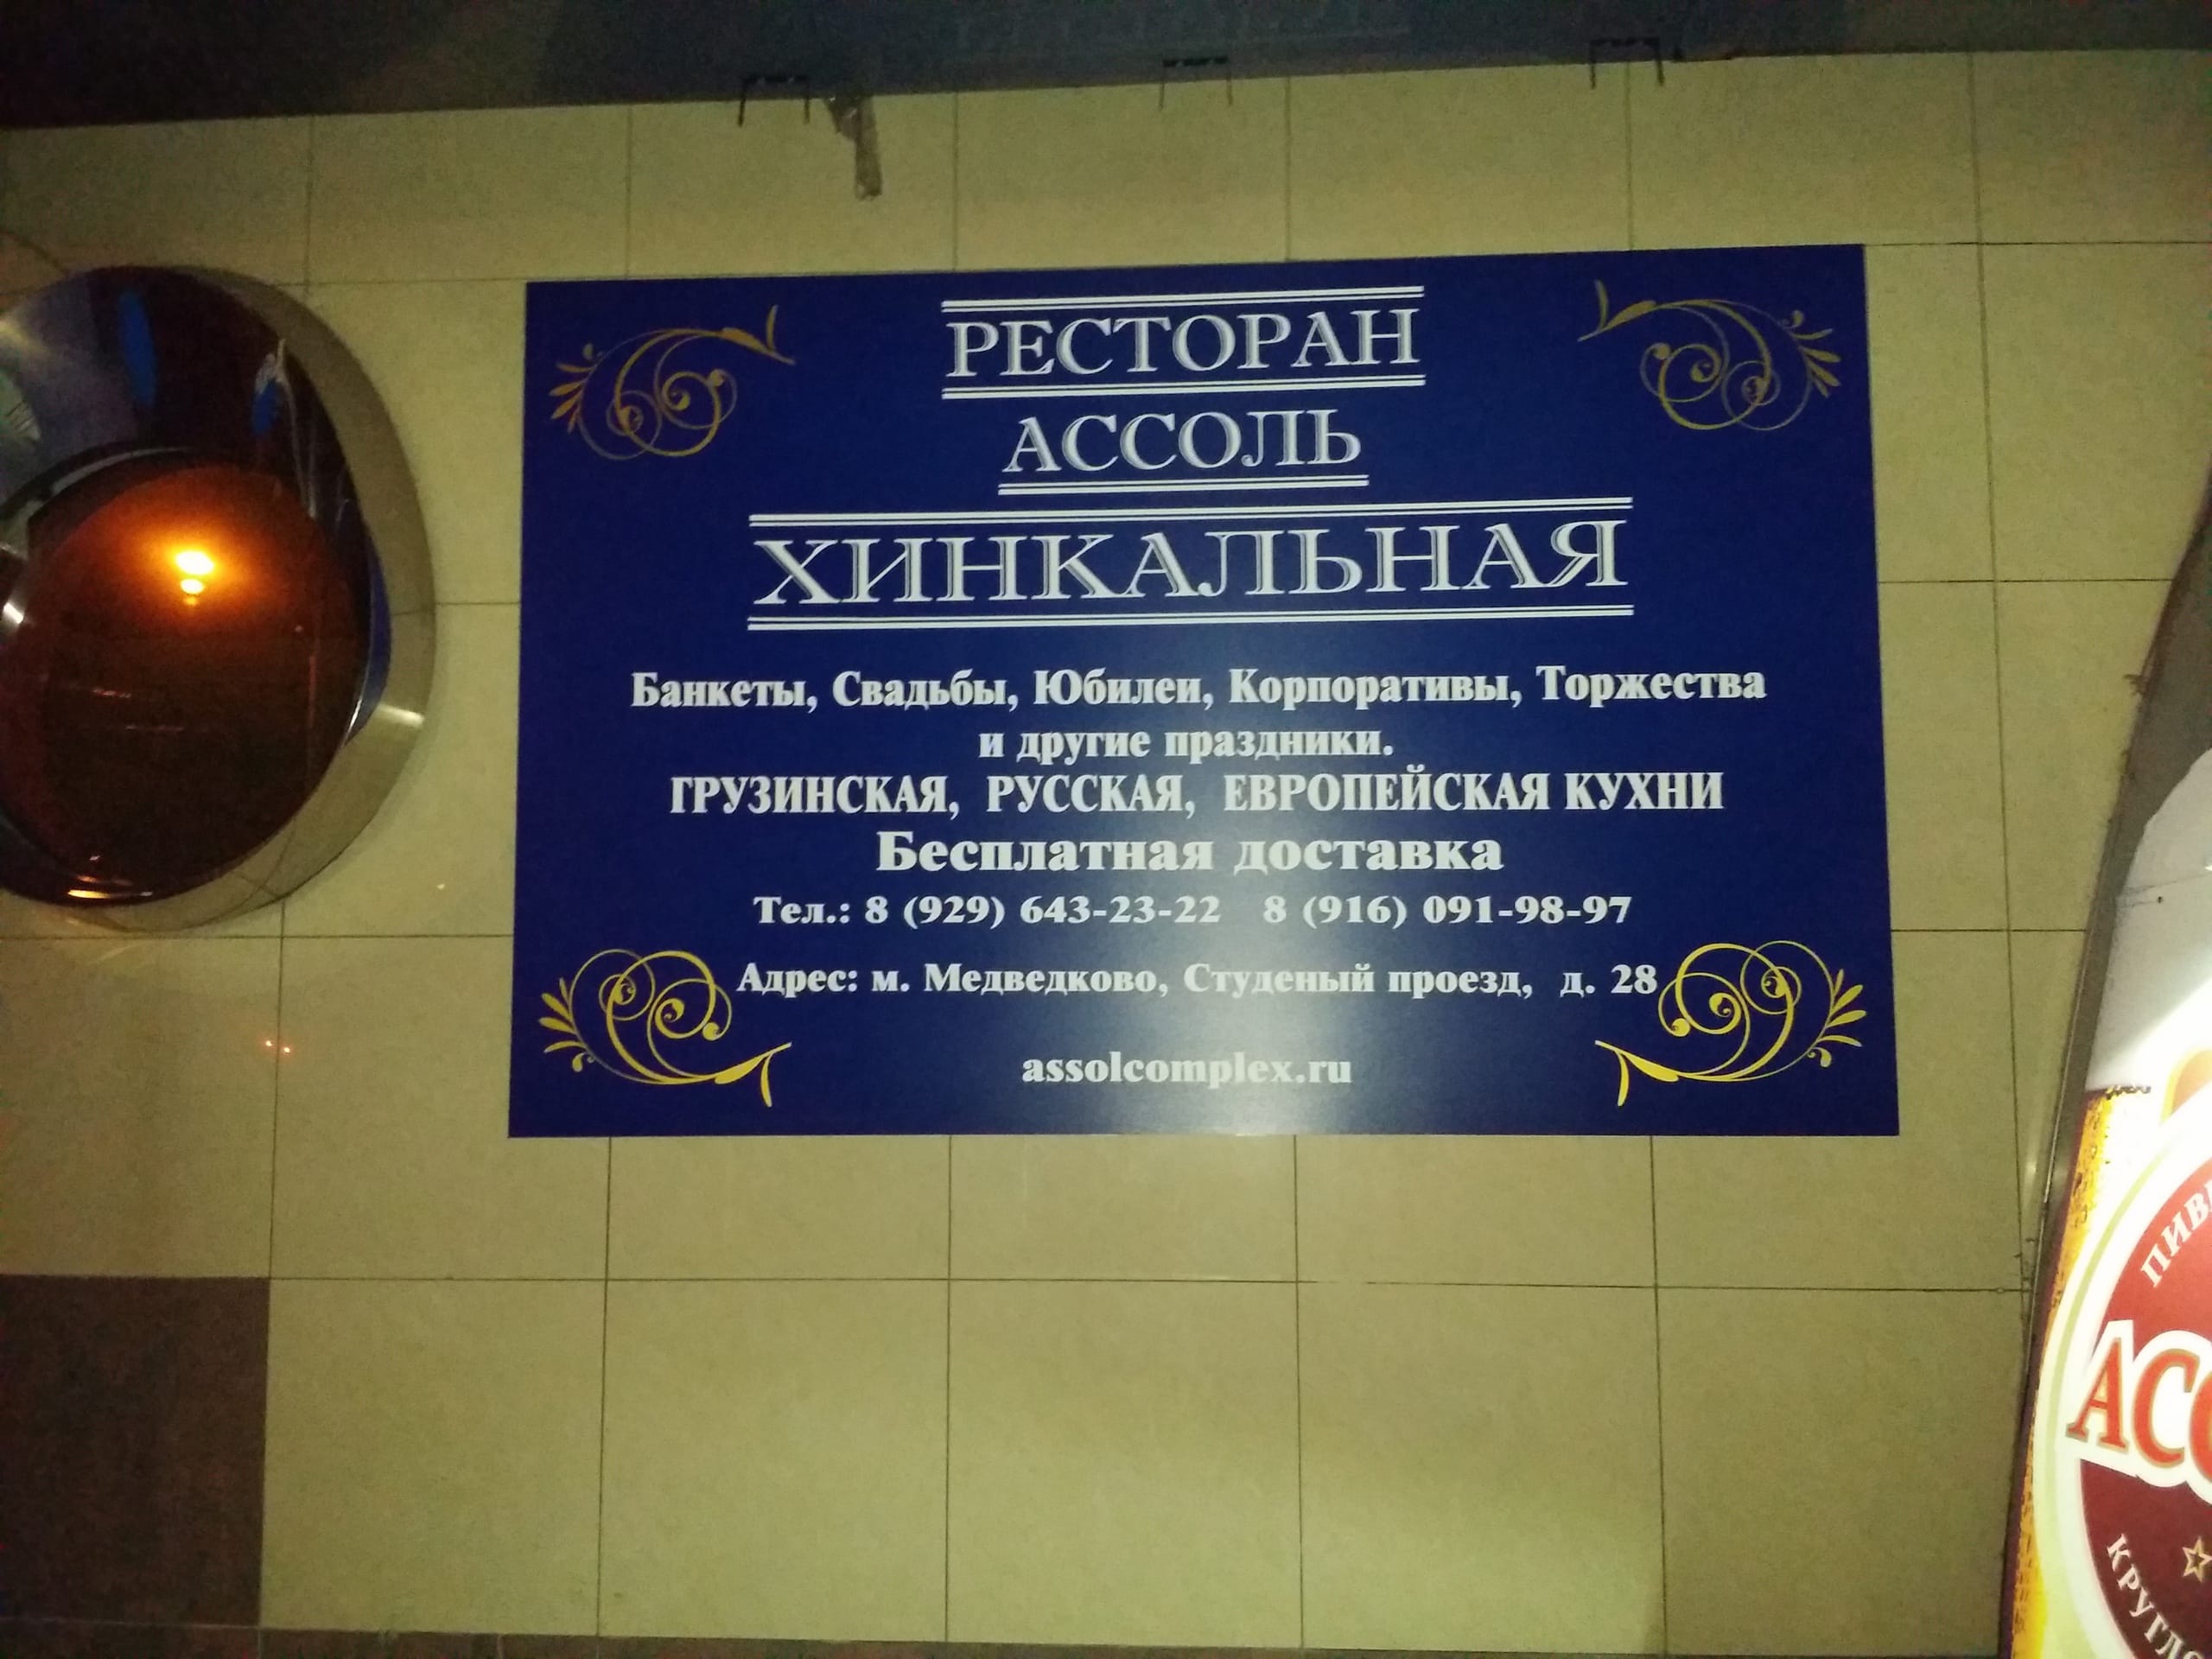 РЕСТОРАН
АССОЛЬ
ХИНКАЛЬНАЯ
Банкеты, Свадьбы, Юбилеи, Корпоративы, Торжества
и другие праздники.
ГРУЗИНСКАЯ, РУССКАЯ, ЕВРОПЕЙСКАЯ КУХНИ
Бесплатная доставка
Тел.: 8 (929) 643-23-22 8 (916) 091-98-97
Адрес: м. Медведково, Студеный проезд, д. 28
assolcomplex.ru